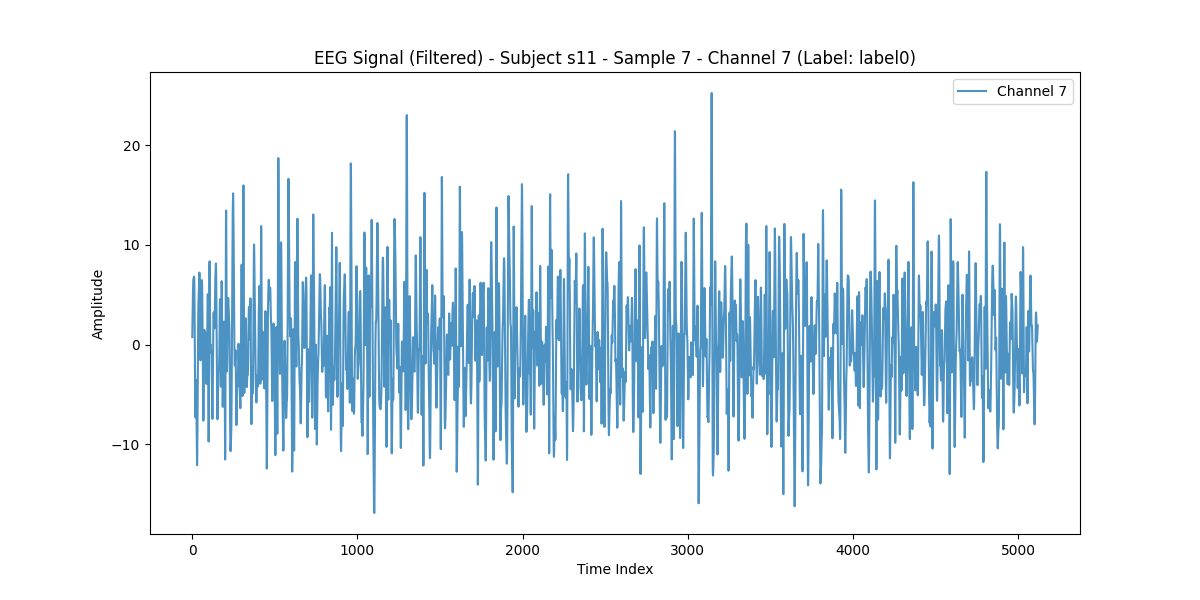 EEG Signal (Filtered) - Subject s11 - Sample 7 - Channel 7 (Label: label0)
Channel 7
20
10
0
−10
Amplitude
0 1000 2000 3000 4000 5000
Time Index